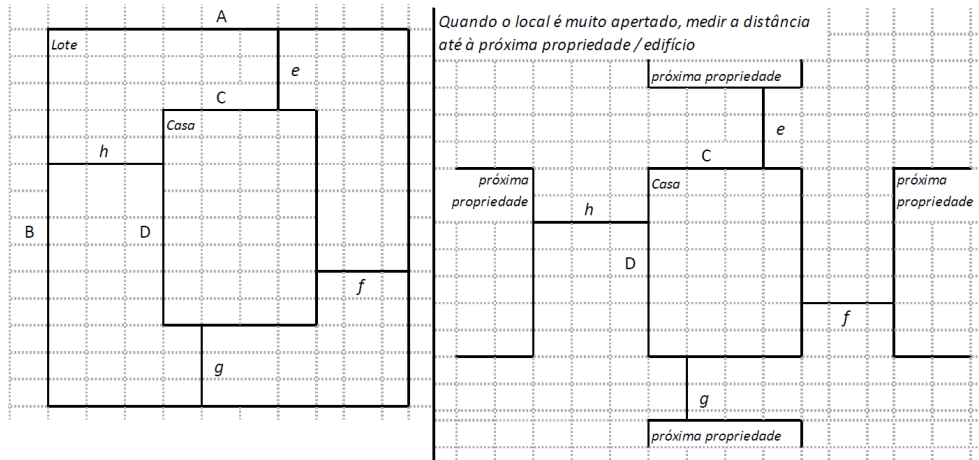 A
Lote
e
C
Casa
h
B
D
f
g
Quando o local é muito apertado, medir a distância
até à próxima propriedade / edifício
próxima propriedade
e
C
próxima
propriedade
Casa
próxima
propriedade
h
D
f
g
próxima propriedade